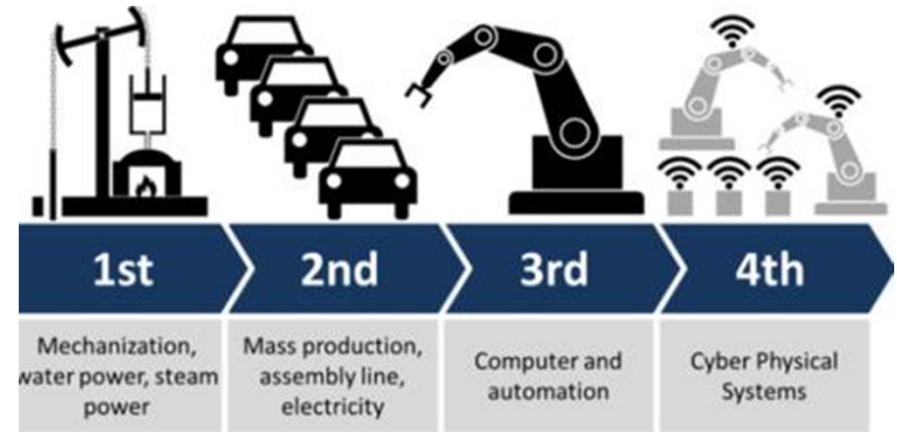 1st
2nd
3rd
4th
Mechanization,
water power, steam
power
Mass production,
assembly line,
electricity
Computer and
automation
Cyber Physical
Systems